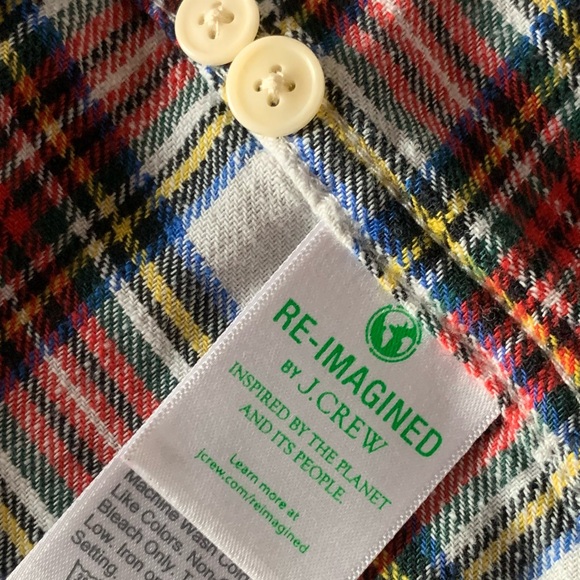 RE-IMAGINED
BY J.CREW
INSPIRED BY THE PLANET
AND ITS PEOPLE.
Learn more at
jcrew.com/reimagined
Machine Wash
Like Colors.
Bleach Only.
Low. Iron
Setting.